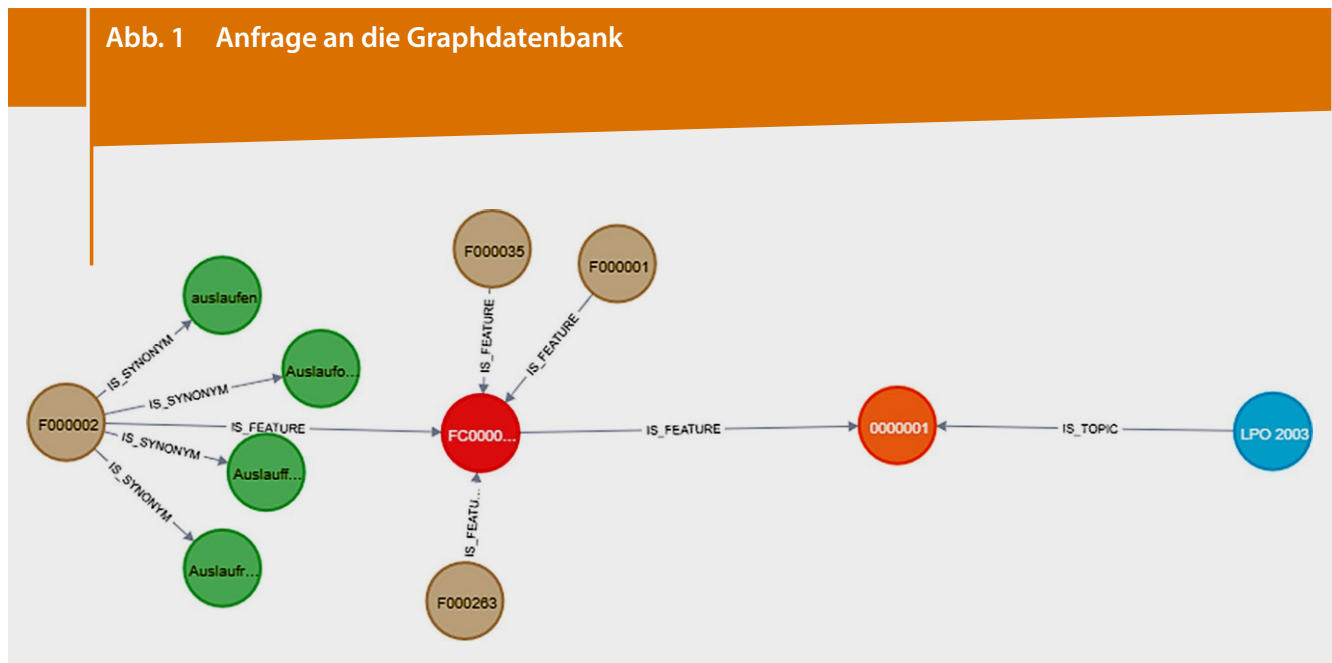 Abb. 1 Anfrage an die Graphdatenbank
F000035
F000001
auslaufen
IS_SYNONYM
IS_FEATURE
IS_FEATURE
Auslaufo...
IS_SYNONYM
F000002
IS_FEATURE
FC0000...
IS_FEATURE
0000001
IS_TOPIC
LPO 2003
IS_SYNONYM
Auslauff...
IS_SYNONYM
IS_FEATU...
Auslaufr...
F000263